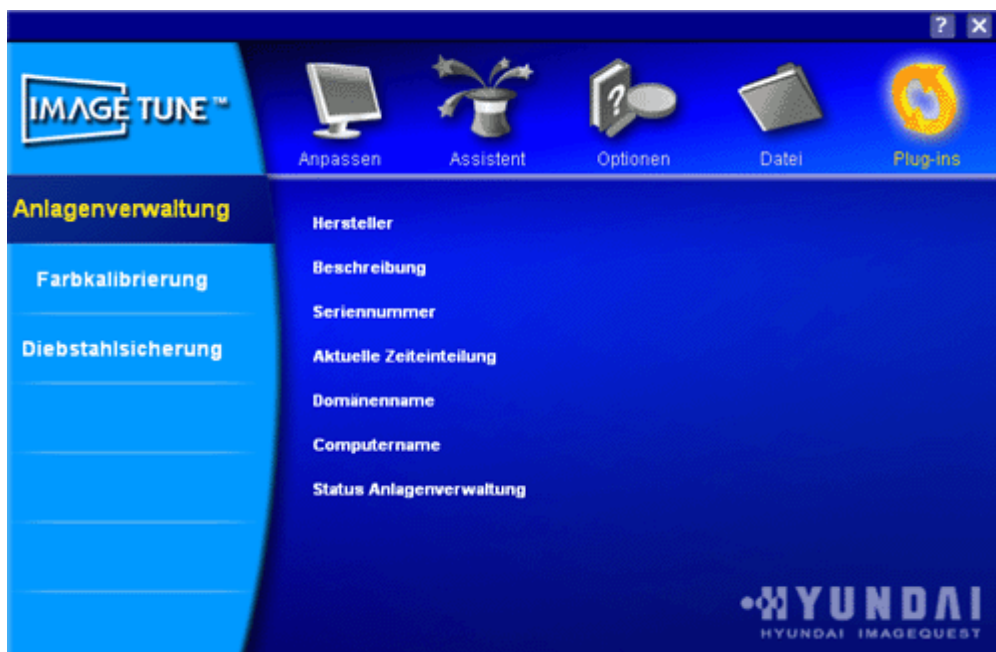 ? X
IMAGE TUNE™
Anpassen
Assistent
Optionen
Datei
Plug-ins
Anlagenverwaltung
Farbkalibrierung
Diebstahlsicherung
Hersteller
Beschreibung
Seriennummer
Aktuelle Zeiteinteilung
Domänenname
Computername
Status Anlagenverwaltung
HYUNDAI
HYUNDAI IMAGEQUEST